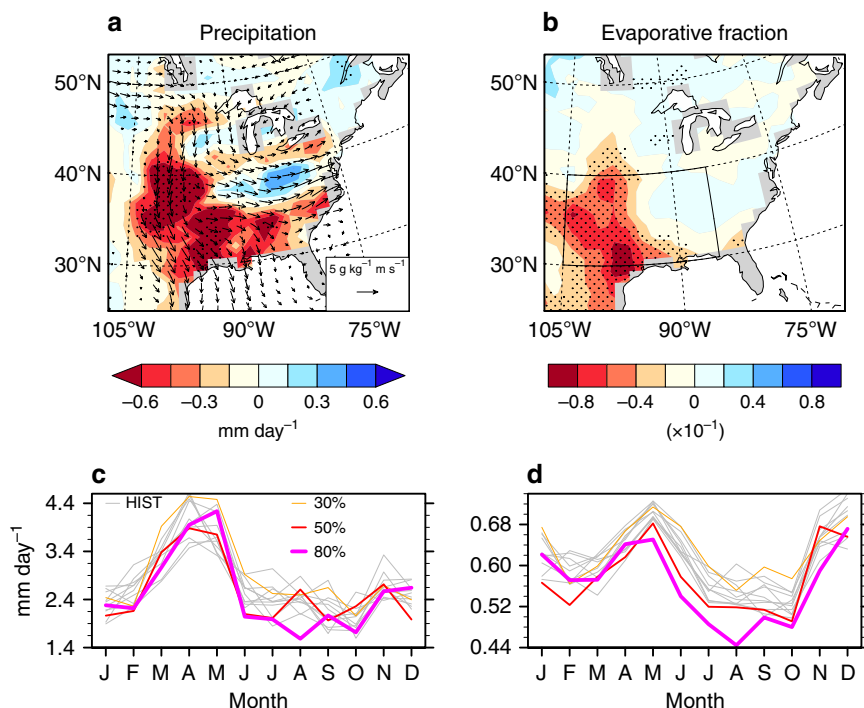 a
Precipitation
50°N
40°N
30°N
5 g kg⁻¹ m s⁻¹
105°W 90°W 75°W
−0.6 −0.3 0 0.3 0.6
mm day⁻¹
b
Evaporative fraction
50°N
40°N
30°N
105°W 90°W 75°W
−0.8 −0.4 0 0.4 0.8
(×10⁻¹)
c
mm day⁻¹
4.4
3.4
2.4
1.4
HIST
30%
50%
80%
J F M A M J J A S O N D
Month
d
0.68
0.60
0.52
0.44
J F M A M J J A S O N D
Month